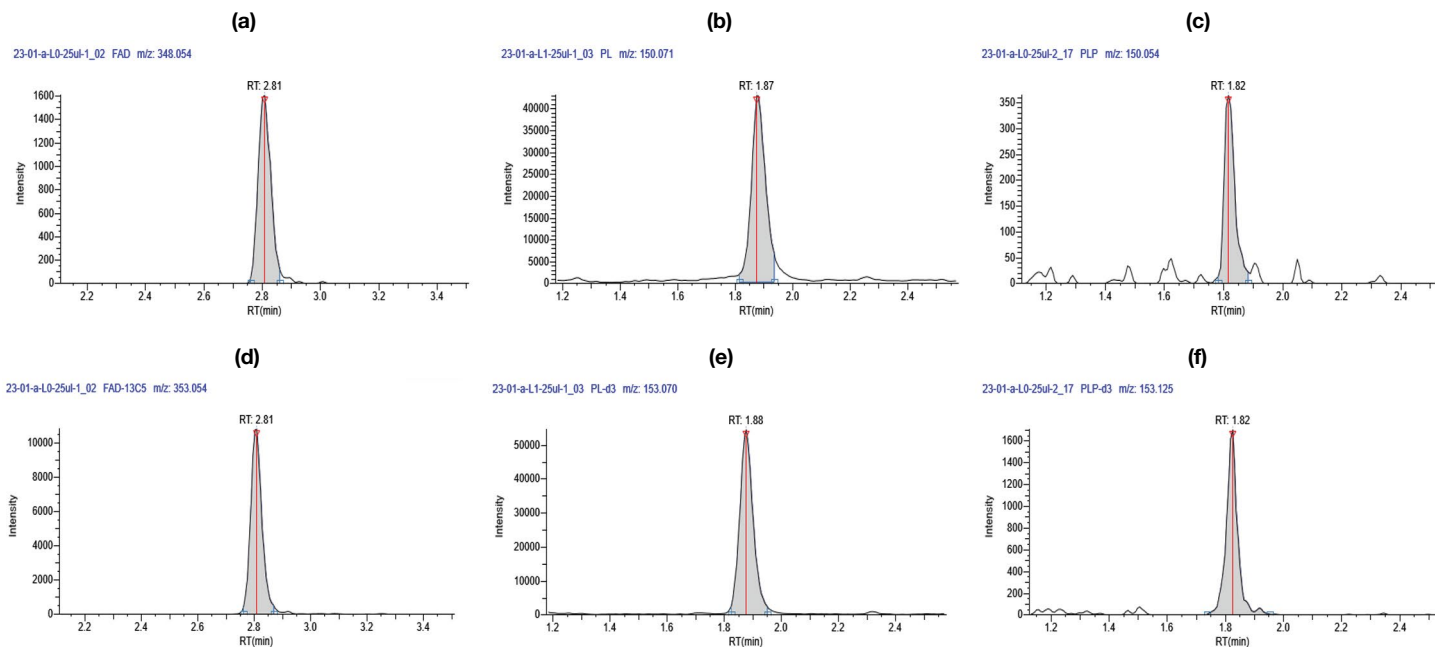 (a)
23-01-a-L0-25ul-1_02 FAD m/z: 348.054
RT: 2.81
Intensity
1600
1400
1200
1000
800
600
400
200
0
2.2 2.4 2.6 2.8 3.0 3.2 3.4
RT(min)
(b)
23-01-a-L1-25ul-1_03 PL m/z: 150.071
RT: 1.87
Intensity
40000
35000
30000
25000
20000
15000
10000
5000
0
1.2 1.4 1.6 1.8 2.0 2.2 2.4
RT(min)
(c)
23-01-a-L0-25ul-2_17 PLP m/z: 150.054
RT: 1.82
Intensity
350
300
250
200
150
100
50
0
1.2 1.4 1.6 1.8 2.0 2.2 2.4
RT(min)
(d)
23-01-a-L0-25ul-1_02 FAD-13C5 m/z: 353.054
RT: 2.81
Intensity
10000
8000
6000
4000
2000
0
2.2 2.4 2.6 2.8 3.0 3.2 3.4
RT(min)
(e)
23-01-a-L1-25ul-1_03 PL-d3 m/z: 153.070
RT: 1.88
Intensity
50000
40000
30000
20000
10000
0
1.2 1.4 1.6 1.8 2.0 2.2 2.4
RT(min)
(f)
23-01-a-L0-25ul-2_17 PLP-d3 m/z: 153.125
RT: 1.82
Intensity
1600
1400
1200
1000
800
600
400
200
0
1.2 1.4 1.6 1.8 2.0 2.2 2.4
RT(min)